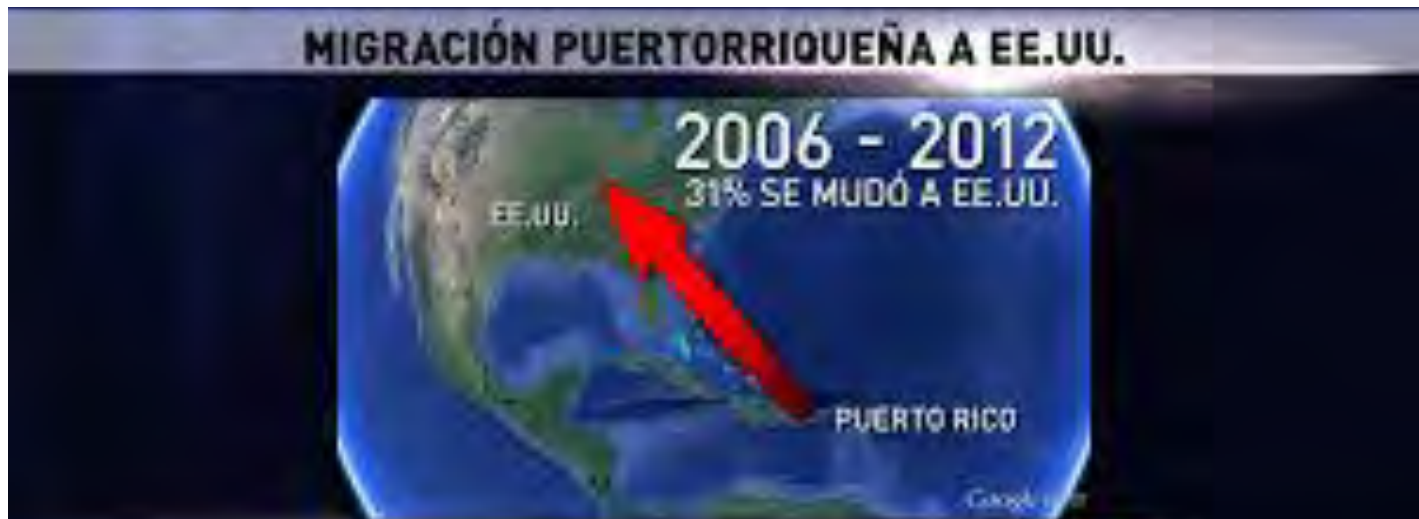 MIGRACIÓN PUERTORRIQUEÑA A EE.UU.
2006 - 2012
31% SE MUDÓ A EE.UU.
EE.UU.
PUERTO RICO
Google